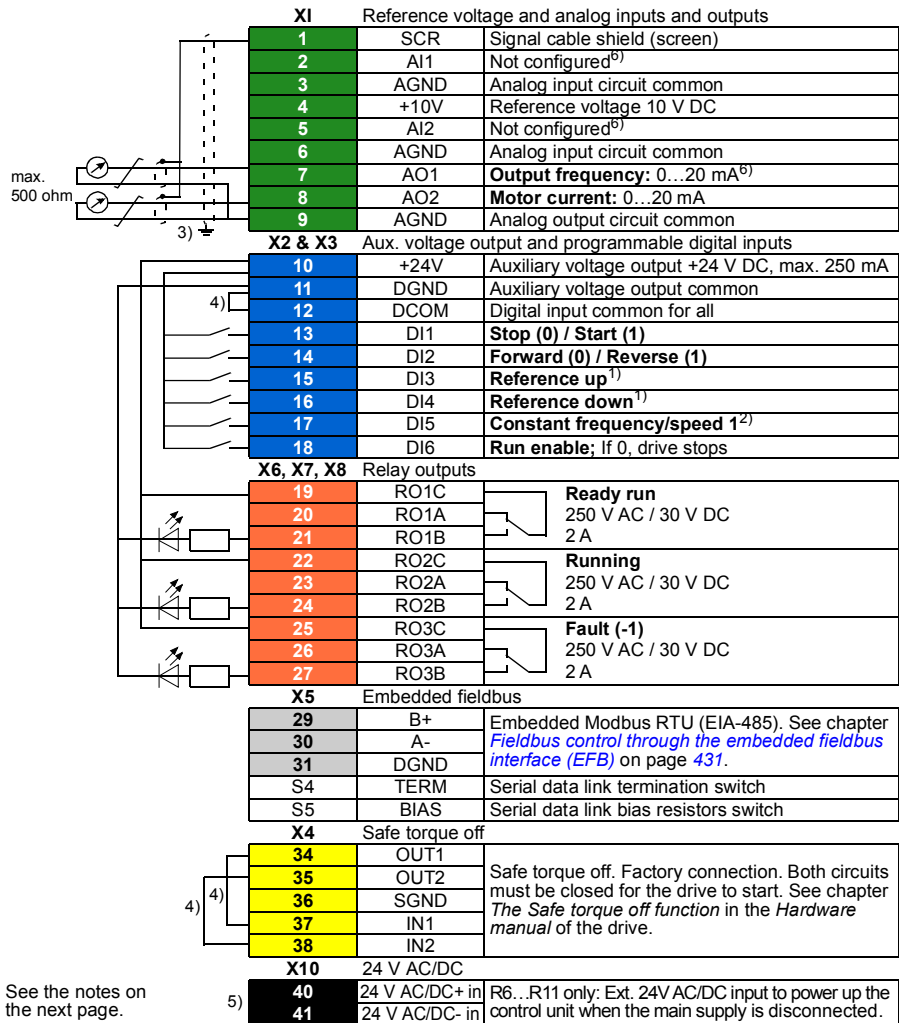 XI Reference voltage and analog inputs and outputs
1 SCR Signal cable shield (screen)
2 AI1 Not configured6)
3 AGND Analog input circuit common
4 +10V Reference voltage 10 V DC
5 AI2 Not configured6)
6 AGND Analog input circuit common
7 AO1 Output frequency: 0…20 mA6)
max.
500 ohm
8 AO2 Motor current: 0…20 mA
9 AGND Analog output circuit common
3)
X2 & X3 Aux. voltage output and programmable digital inputs
10 +24V Auxiliary voltage output +24 V DC, max. 250 mA
11 DGND Auxiliary voltage output common
4)
12 DCOM Digital input common for all
13 DI1 Stop (0) / Start (1)
14 DI2 Forward (0) / Reverse (1)
15 DI3 Reference up1)
16 DI4 Reference down1)
17 DI5 Constant frequency/speed 12)
18 DI6 Run enable; If 0, drive stops
X6, X7, X8 Relay outputs
19 RO1C Ready run
20 RO1A 250 V AC / 30 V DC
21 RO1B 2 A
22 RO2C Running
23 RO2A 250 V AC / 30 V DC
24 RO2B 2 A
25 RO3C Fault (-1)
26 RO3A 250 V AC / 30 V DC
27 RO3B 2 A
X5 Embedded fieldbus
29 B+ Embedded Modbus RTU (EIA-485). See chapter
30 A- Fieldbus control through the embedded fieldbus
31 DGND interface (EFB) on page 431.
S4 TERM Serial data link termination switch
S5 BIAS Serial data link bias resistors switch
X4 Safe torque off
34 OUT1
35 OUT2 Safe torque off. Factory connection. Both circuits
36 SGND must be closed for the drive to start. See chapter
4) 4)
37 IN1 The Safe torque off function in the Hardware
38 IN2 manual of the drive.
X10 24 V AC/DC
See the notes on
the next page.
5)
40 24 V AC/DC+ in R6…R11 only: Ext. 24V AC/DC input to power up the
41 24 V AC/DC- in control unit when the main supply is disconnected.